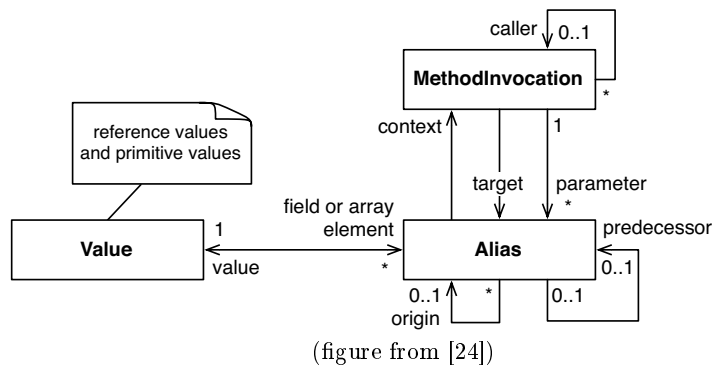 caller
0..1
MethodInvocation
*
reference values
and primitive values
context
1
target
parameter
*
field or array
element
1
Value
value
*
Alias
predecessor
0..1
0..1
origin
*
0..1
(figure from [24])